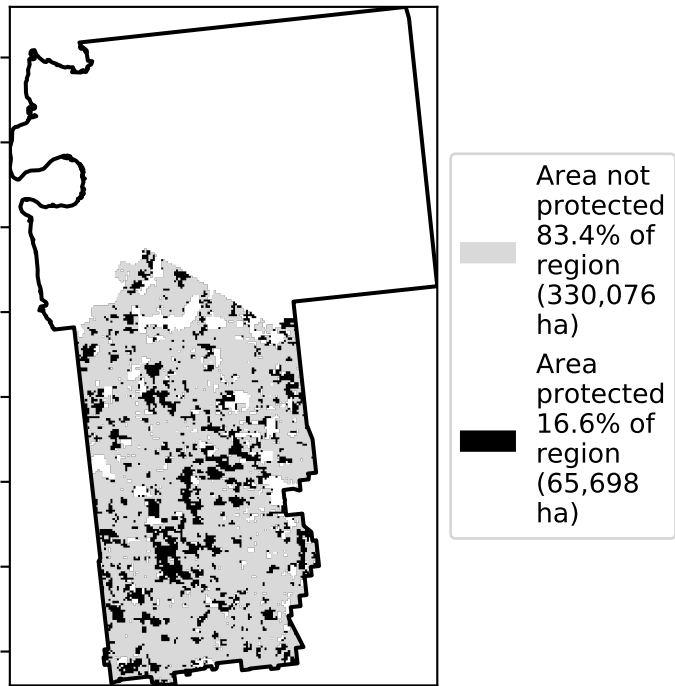 Area not
protected
83.4% of
region
(330,076
ha)
Area
protected
16.6% of
region
(65,698
ha)